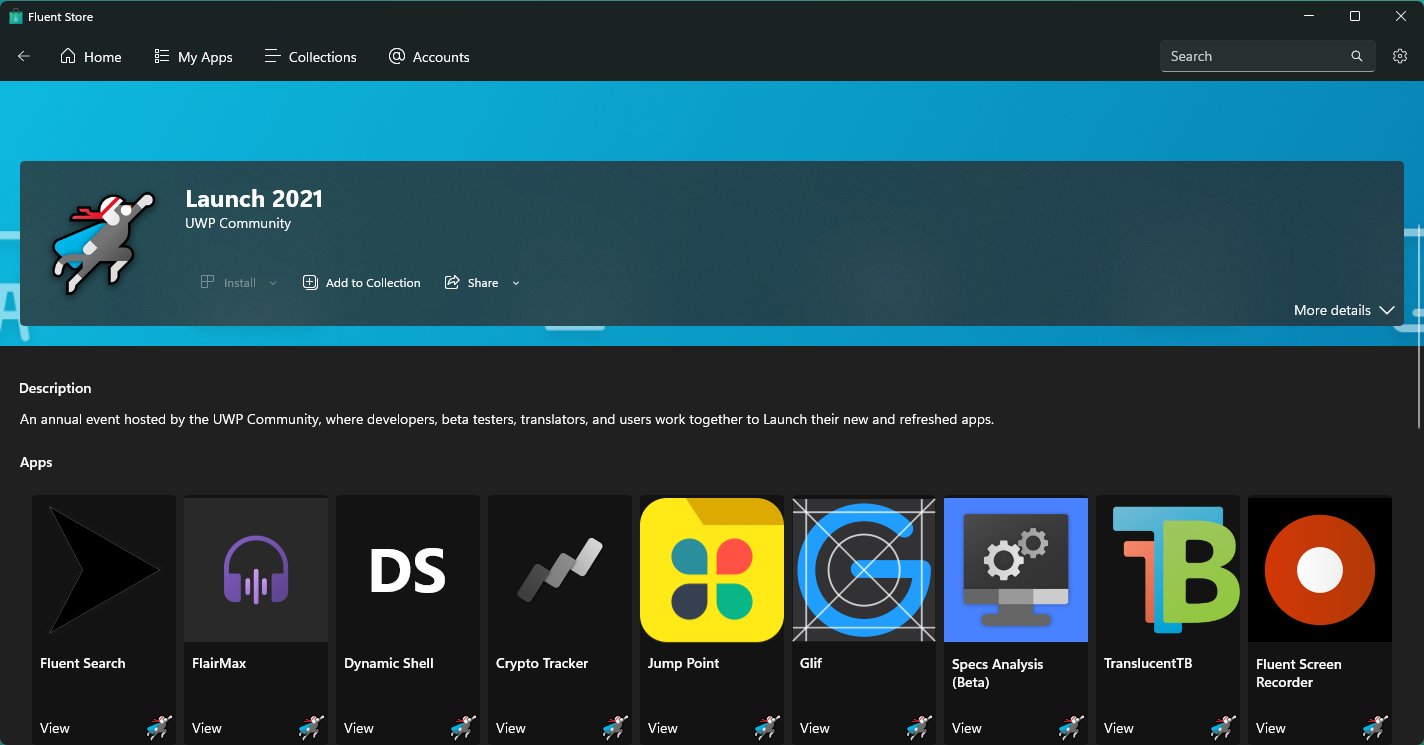 Fluent Store
Home My Apps Collections Accounts Search
Launch 2021
UWP Community
Install Add to Collection Share
More details
Description
An annual event hosted by the UWP Community, where developers, beta testers, translators, and users work together to Launch their new and refreshed apps.
Apps
DS
G
TB
Fluent Search
FlairMax
Dynamic Shell
Crypto Tracker
Jump Point
Glif
Specs Analysis
(Beta)
TranslucentTB
Fluent Screen
Recorder
View View View View View View View View View